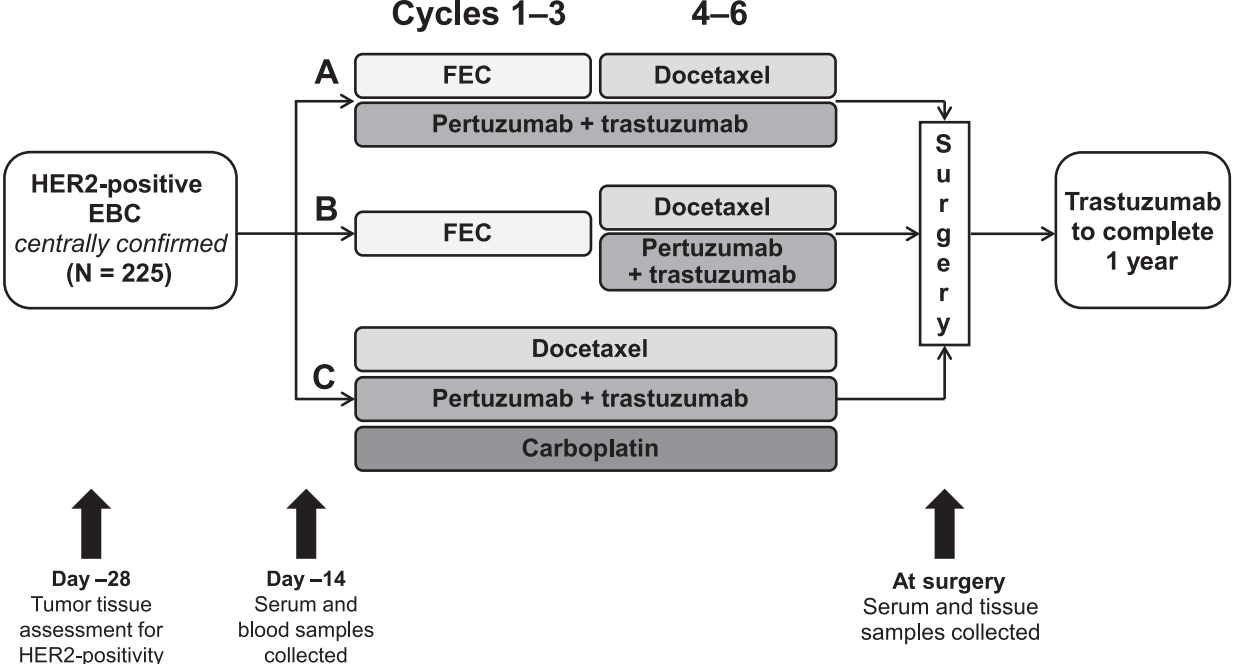 Cycles 1–3
4–6
A
FEC
Docetaxel
Pertuzumab + trastuzumab
HER2-positive
EBC
centrally confirmed
(N = 225)
B
FEC
Docetaxel
Pertuzumab
+ trastuzumab
C
Docetaxel
Pertuzumab + trastuzumab
Carboplatin
Surgery
Trastuzumab
to complete
1 year
Day –28
Tumor tissue
assessment for
HER2-positivity
Day –14
Serum and
blood samples
collected
At surgery
Serum and tissue
samples collected